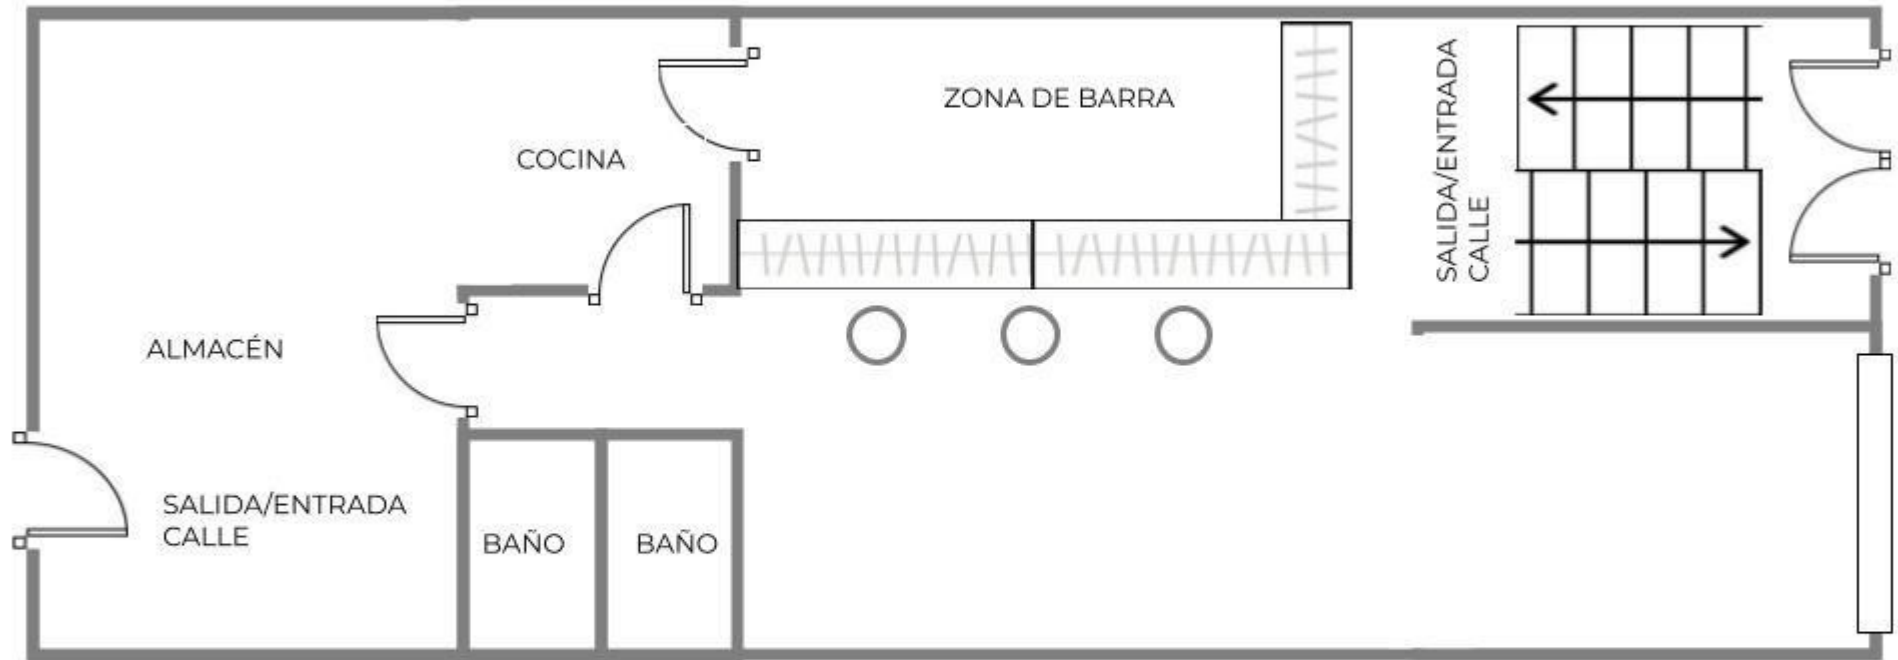 ZONA DE BARRA
COCINA
SALIDA/ENTRADA
CALLE
ALMACÉN
SALIDA/ENTRADA
CALLE
BAÑO
BAÑO